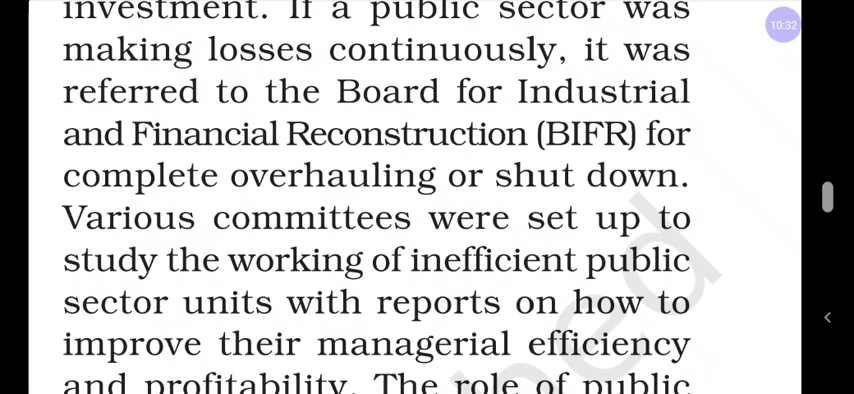 investment. If a public sector was
making losses continuously, it was
referred to the Board for Industrial
and Financial Reconstruction (BIFR) for
complete overhauling or shut down.
Various committees were set up to
study the working of inefficient public
sector units with reports on how to
improve their managerial efficiency
and profitability. The role of public
10:32